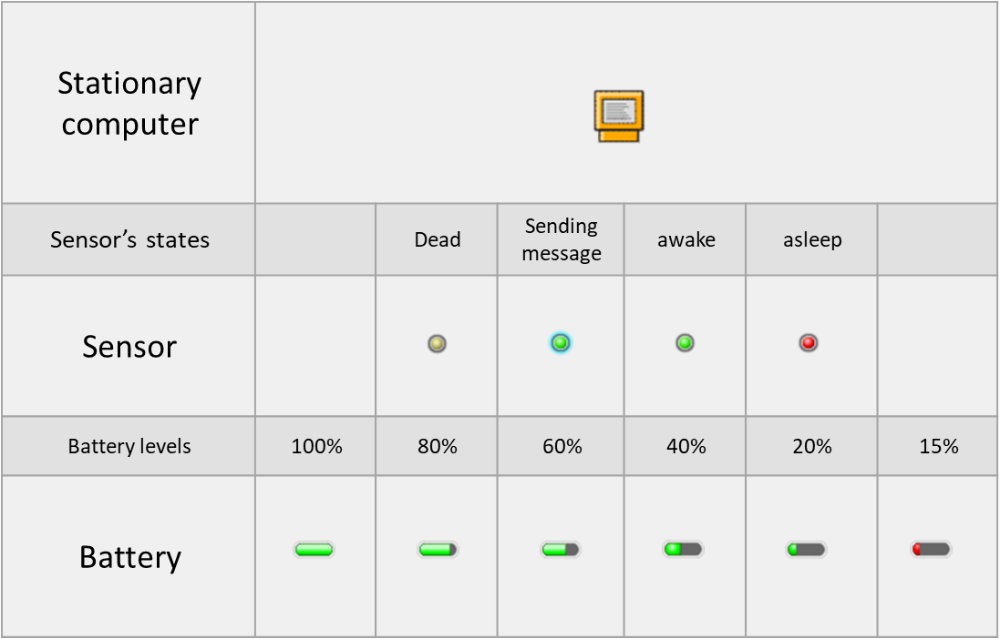 Stationary
computer
Sensor’s states
Dead
Sending
message
awake
asleep
Sensor
Battery levels
100%
80%
60%
40%
20%
15%
Battery